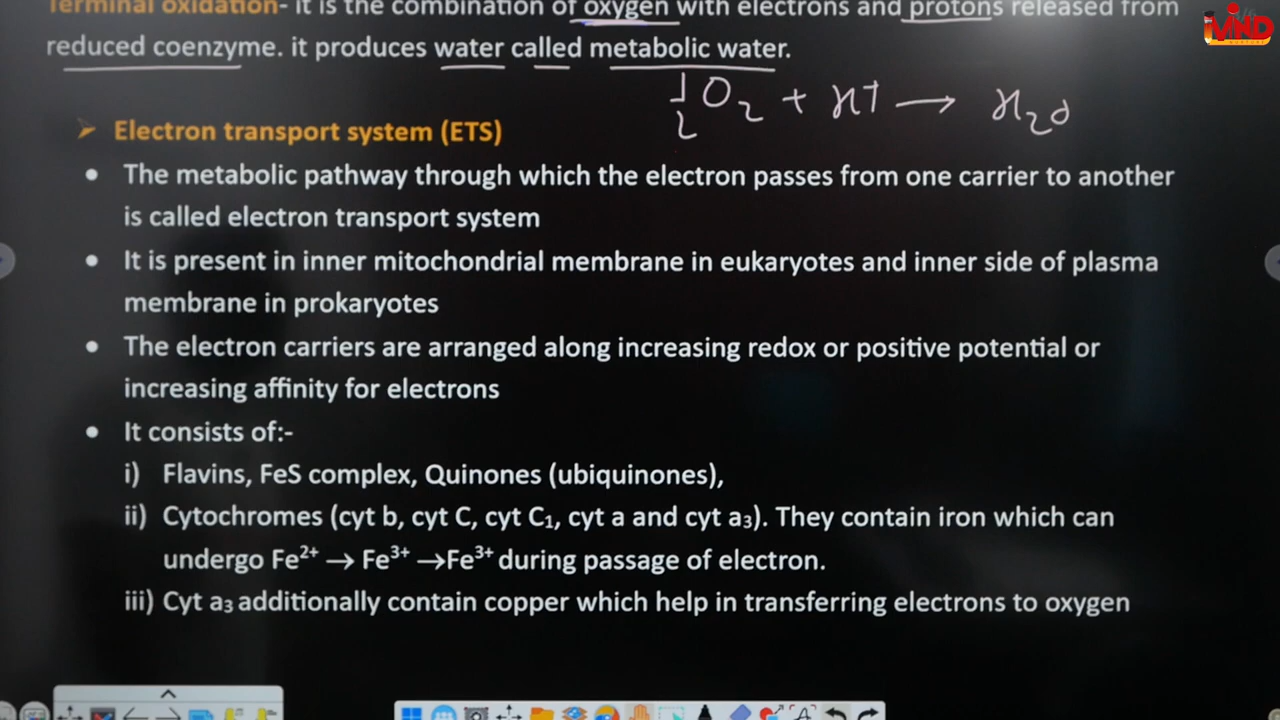 Terminal oxidation- it is the combination of oxygen with electrons and protons released from
reduced coenzyme. it produces water called metabolic water.
½ O₂ + H⁺ → H₂O
➤ Electron transport system (ETS)
• The metabolic pathway through which the electron passes from one carrier to another
is called electron transport system
• It is present in inner mitochondrial membrane in eukaryotes and inner side of plasma
membrane in prokaryotes
• The electron carriers are arranged along increasing redox or positive potential or
increasing affinity for electrons
• It consists of:-
i) Flavins, FeS complex, Quinones (ubiquinones),
ii) Cytochromes (cyt b, cyt C, cyt C₁, cyt a and cyt a₃). They contain iron which can
undergo Fe²⁺ → Fe³⁺ →Fe³⁺ during passage of electron.
iii) Cyt a₃ additionally contain copper which help in transferring electrons to oxygen